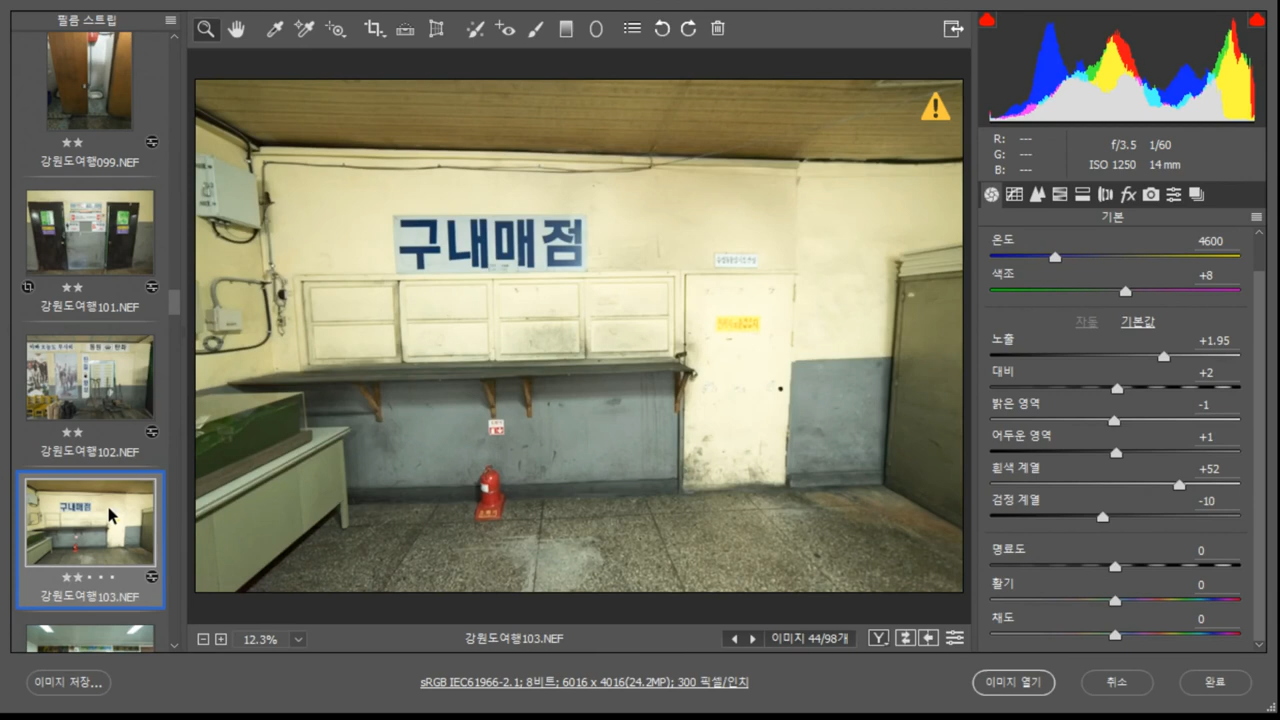 필름 스트립
강원도여행099.NEF
강원도여행101.NEF
강원도여행102.NEF
구내매점
강원도여행103.NEF
구내매점
12.3%
강원도여행103.NEF
이미지 44/98개
Y
이미지 저장...
sRGB IEC61966-2.1; 8비트; 6016 x 4016(24.2MP); 300 픽셀/인치
R: ---
G: ---
B: ---
f/3.5 1/60
ISO 1250 14 mm
fx
기본
온도 4600
색조 +8
자동 기본값
노출 +1.95
대비 +2
밝은 영역 -1
어두운 영역 +1
흰색 계열 +52
검정 계열 -10
명료도 0
활기 0
채도 0
이미지 열기
취소
완료